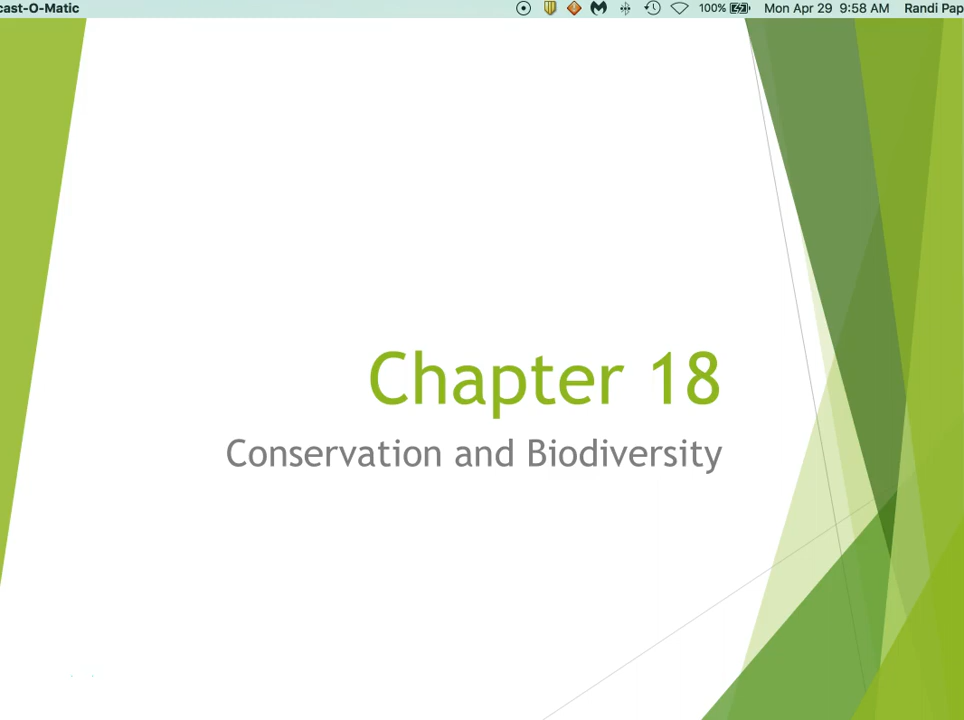 cast-O-Matic 100% Mon Apr 29 9:58 AM Randi Pap
Chapter 18
Conservation and Biodiversity